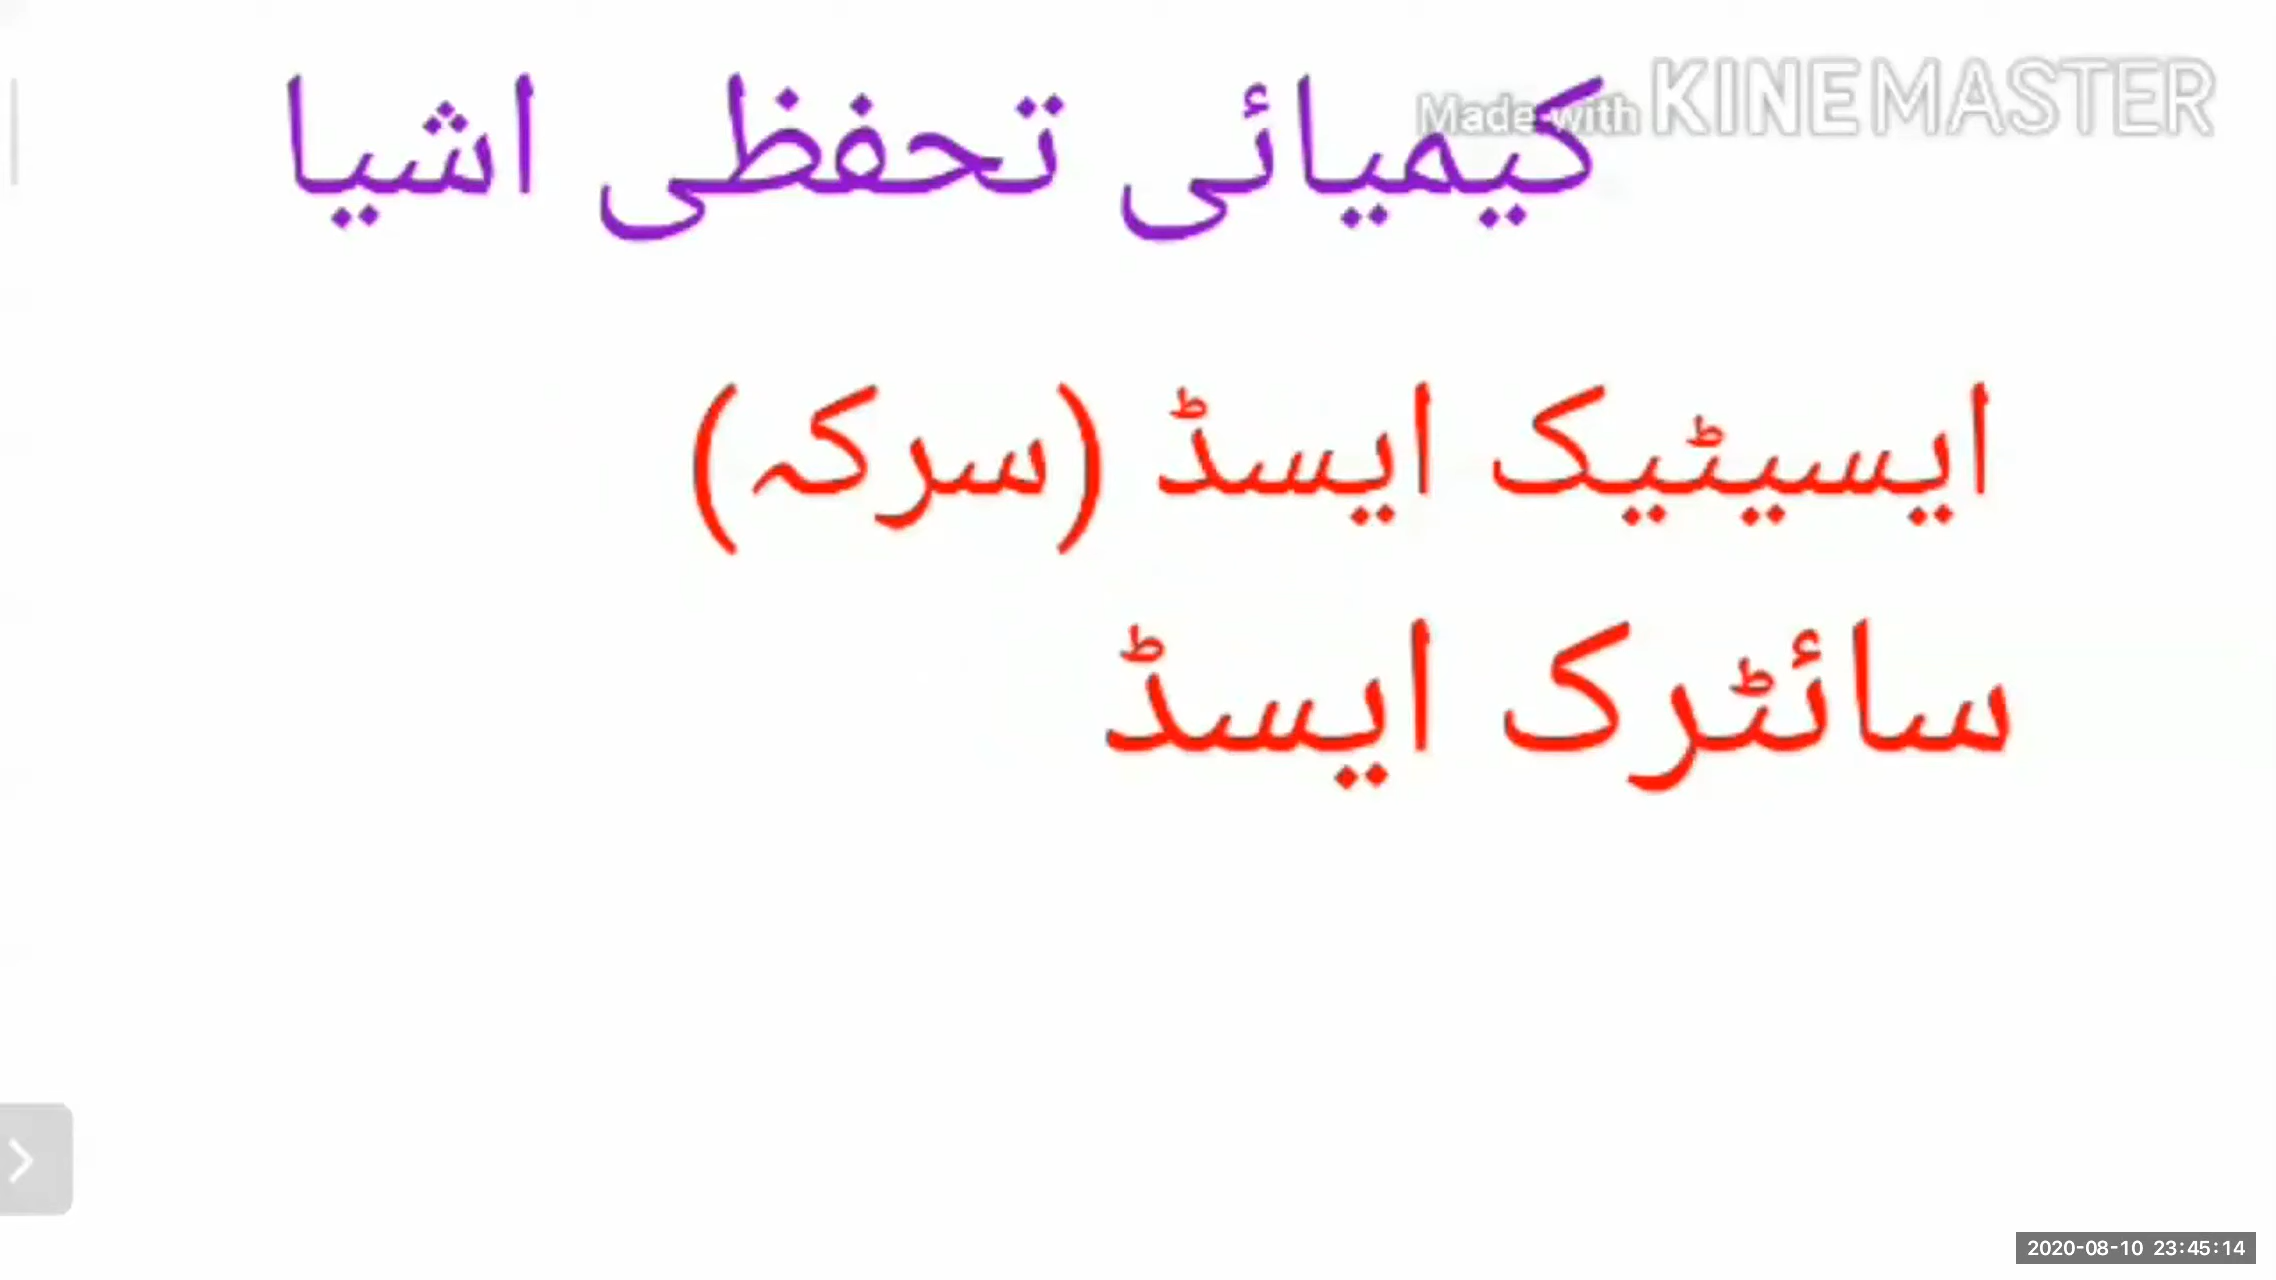 Made with KINEMASTER
کیمیائی تحفظی اشیا
ایسیٹیک ایسڈ (سرکہ)
سائٹرک ایسڈ
2020-08-10 23:45:14